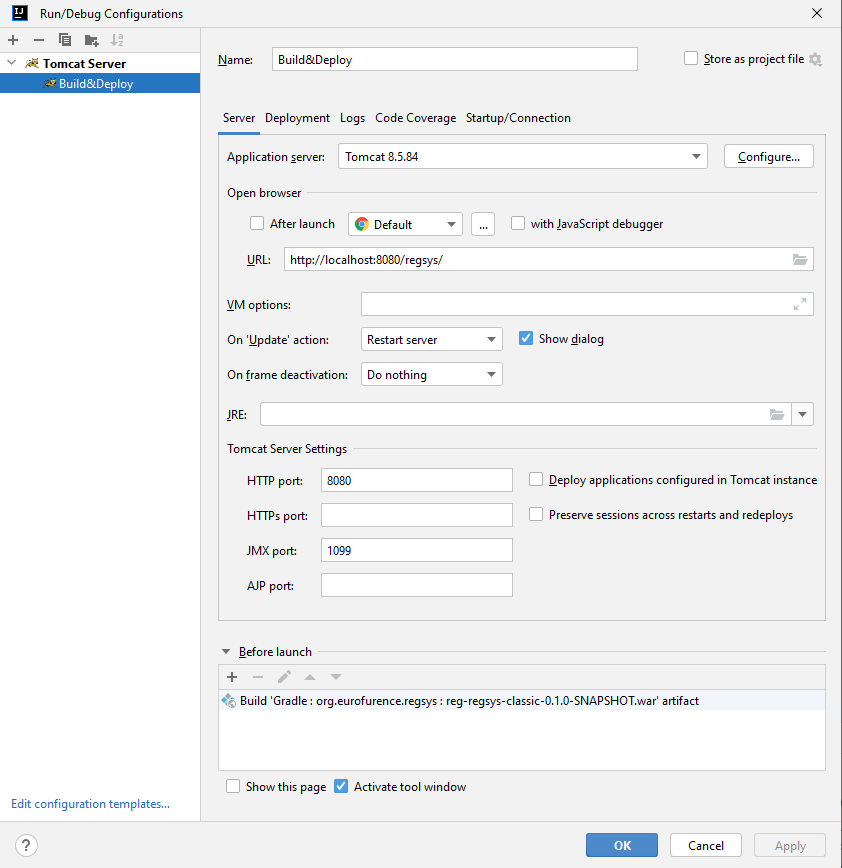 IJ Run/Debug Configurations
Tomcat Server
Build&Deploy
Edit configuration templates...
Name: Build&Deploy Store as project file
Server Deployment Logs Code Coverage Startup/Connection
Application server: Tomcat 8.5.84 Configure...
Open browser
After launch Default ... with JavaScript debugger
URL: http://localhost:8080/regsys/
VM options:
On 'Update' action: Restart server Show dialog
On frame deactivation: Do nothing
JRE:
Tomcat Server Settings
HTTP port: 8080 Deploy applications configured in Tomcat instance
HTTPs port: Preserve sessions across restarts and redeploys
JMX port: 1099
AJP port:
Before launch
Build 'Gradle : org.eurofurence.regsys : reg-regsys-classic-0.1.0-SNAPSHOT.war' artifact
Show this page Activate tool window
? OK Cancel Apply